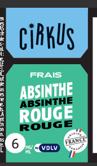 CiRKUS
FRAIS
ABSINTHE
ABSINTHE
ROUGE
ROUGE
6
VDLV
FRANCE